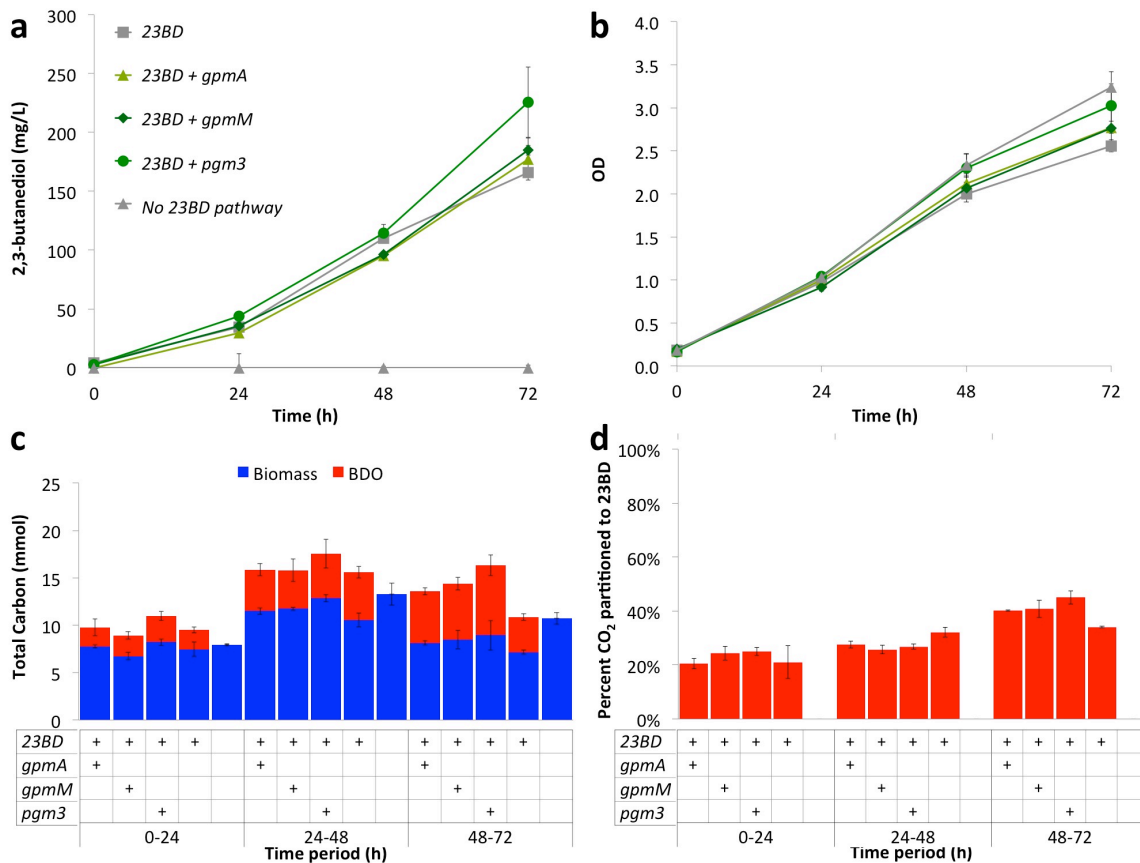 a
300
250
200
150
100
50
0
2,3-butanediol (mg/L)
23BD
23BD + gpmA
23BD + gpmM
23BD + pgm3
No 23BD pathway
0 24 48 72
Time (h)
b
4.0
3.5
3.0
2.5
2.0
1.5
1.0
0.5
0.0
OD
0 24 48 72
Time (h)
c
Biomass BDO
25
20
15
10
5
0
Total Carbon (mmol)
23BD + + + + + + + + + + + +
gpmA + + +
gpmM + + +
pgm3 + + +
0-24 24-48 48-72
Time period (h)
d
100%
80%
60%
40%
20%
0%
Percent CO2 partitioned to 23BD
23BD + + + + + + + + + + + +
gpmA + + +
gpmM + + +
pgm3 + + +
0-24 24-48 48-72
Time period (h)